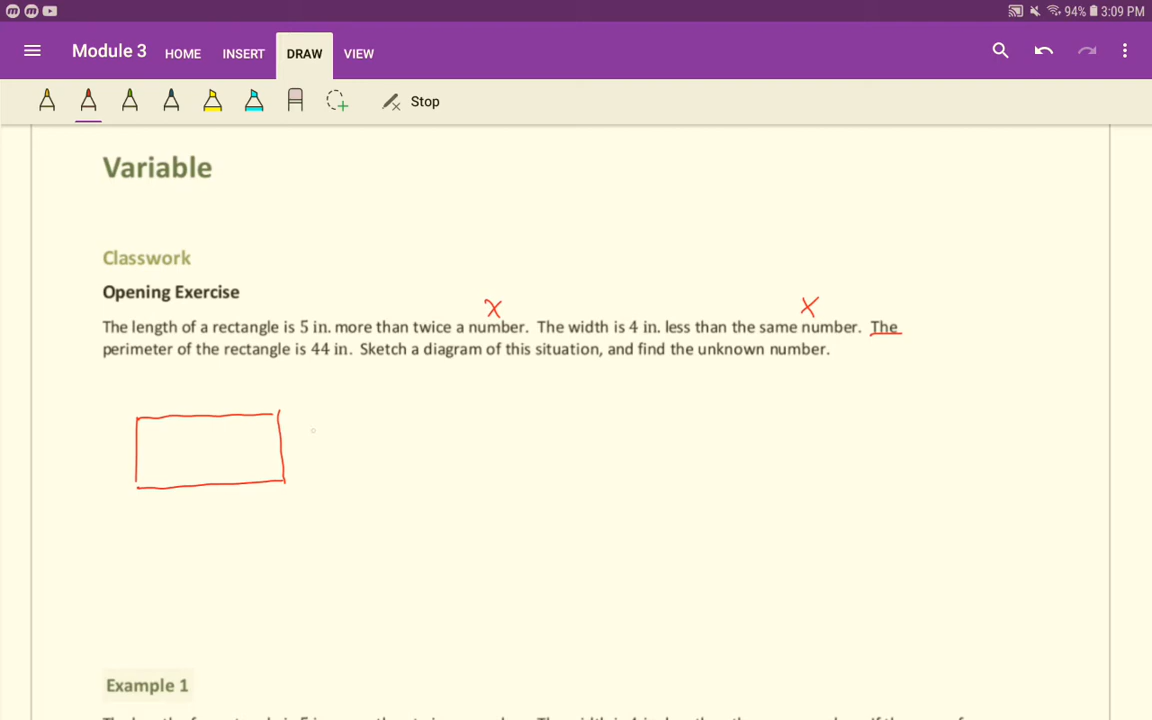 94% 3:09 PM
Module 3 HOME INSERT DRAW VIEW
Stop
Variable
Classwork
Opening Exercise
x x
The length of a rectangle is 5 in. more than twice a number. The width is 4 in. less than the same number. The
perimeter of the rectangle is 44 in. Sketch a diagram of this situation, and find the unknown number.
Example 1